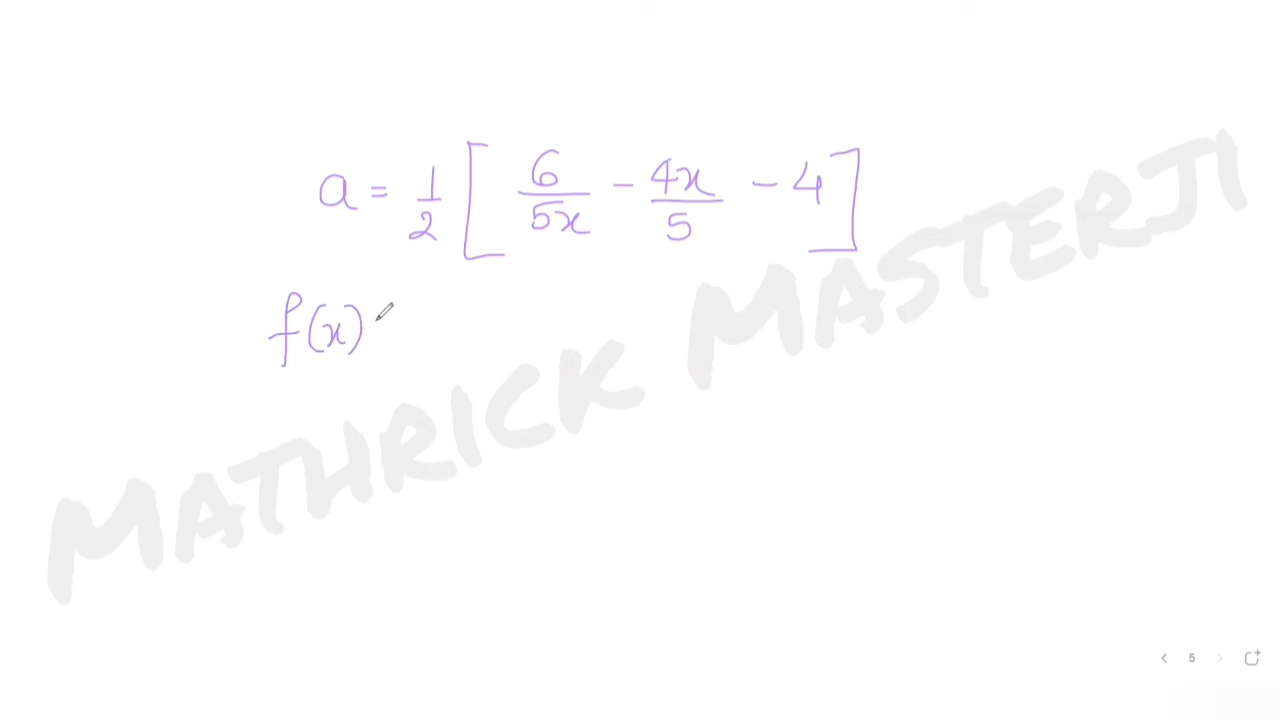 a = 1/2 [ 6/5x - 4x/5 - 4 ]
f(x)
MATHRICK MASTERJI
< 5 >